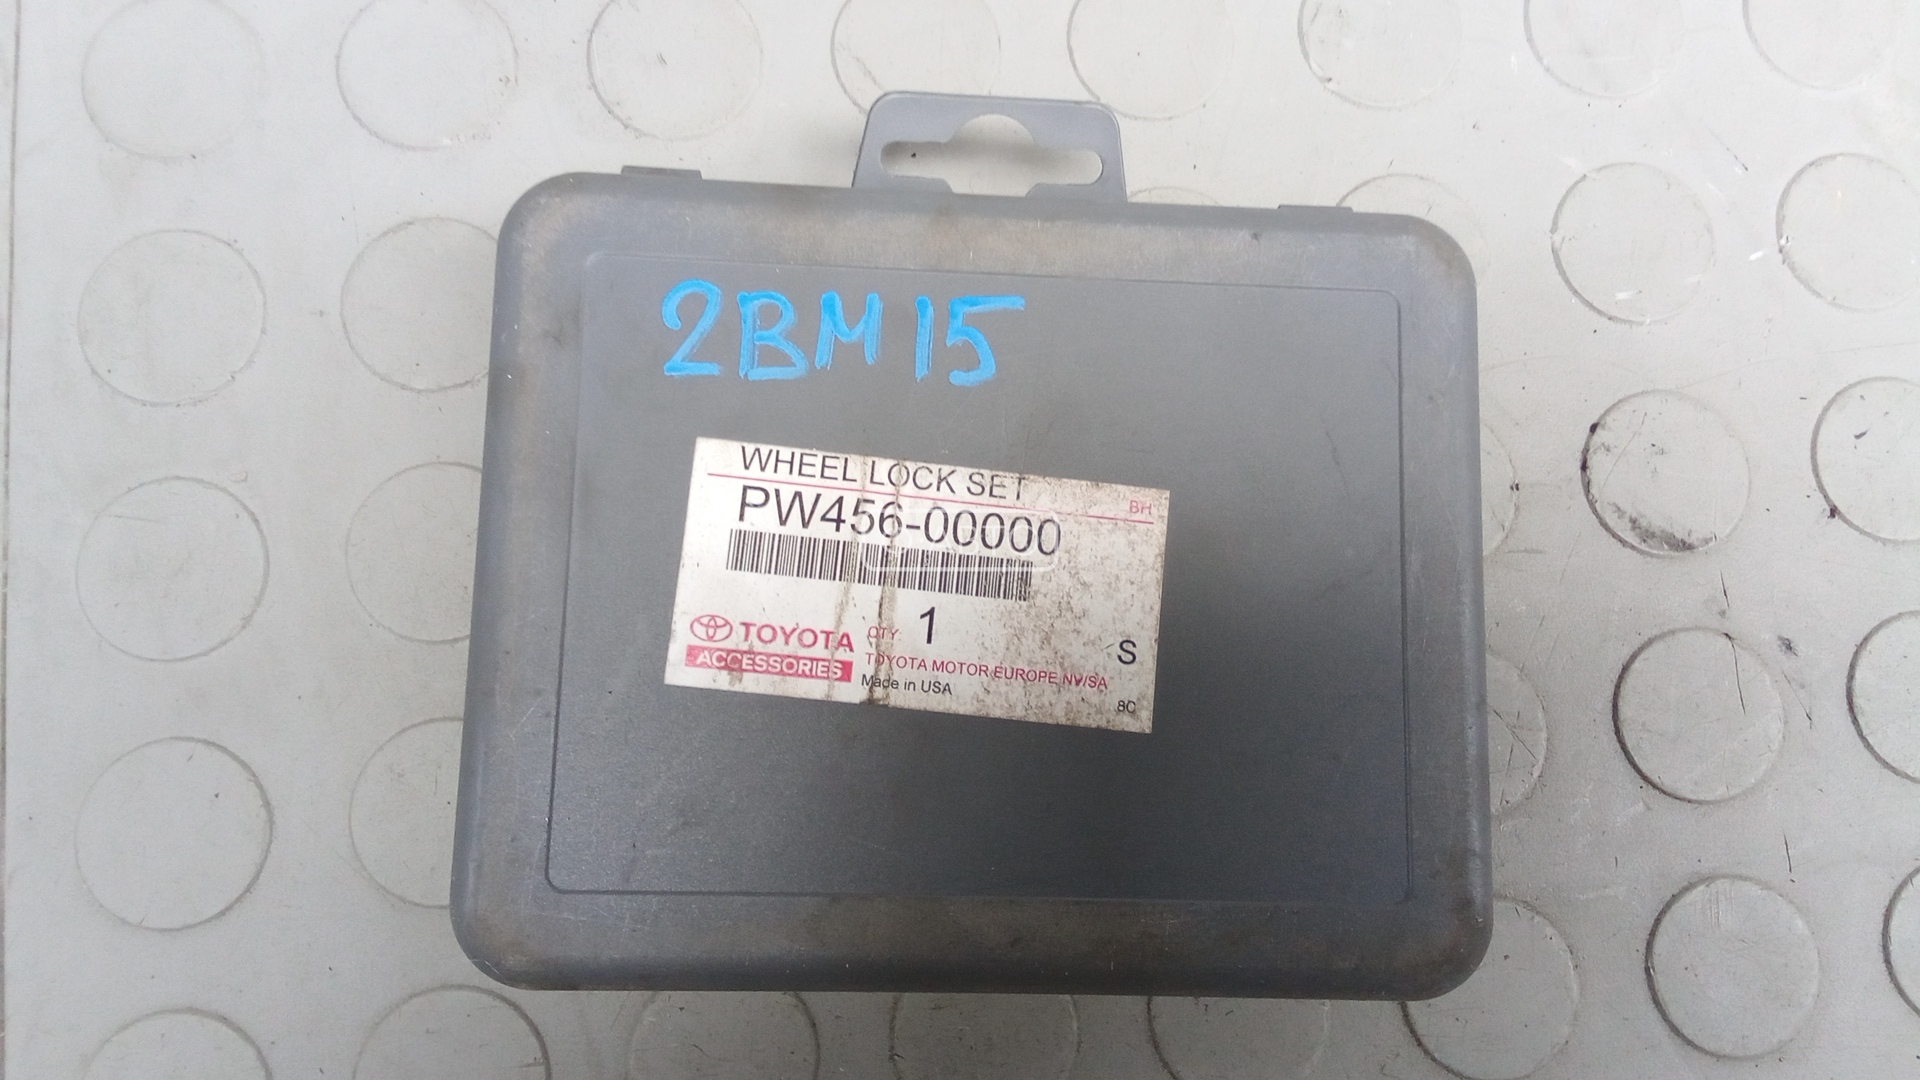 2BM15
WHEEL LOCK SET
BH
PW456-00000
QTY: 1
TOYOTA
S
ACCESSORIES
TOYOTA MOTOR EUROPE NV/SA
Made in USA
8C